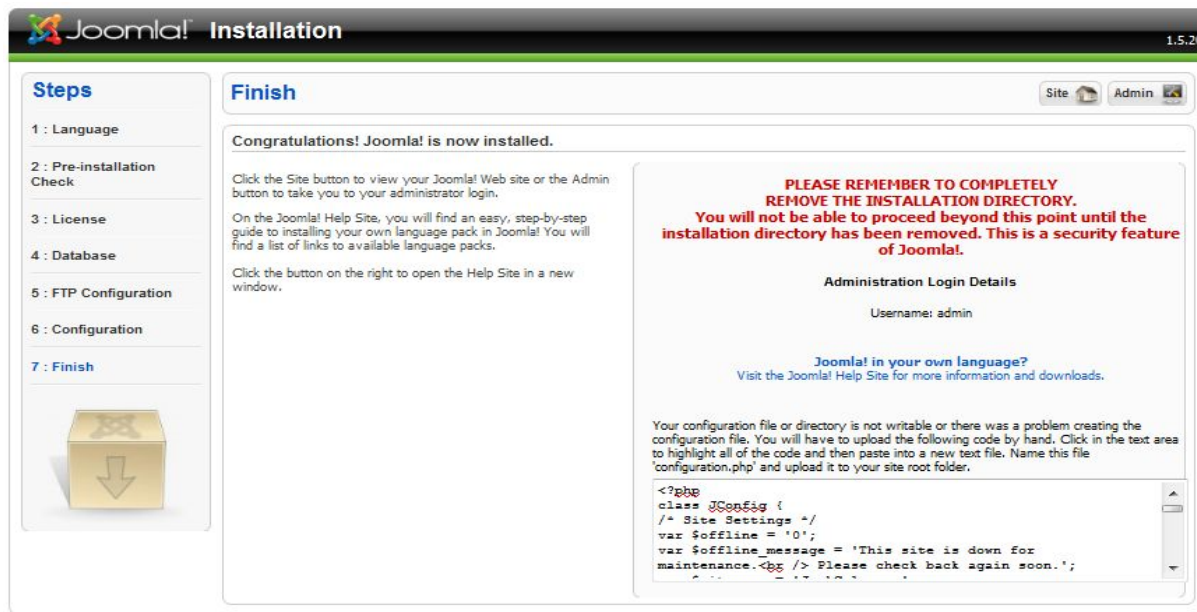 Joomla! Installation
1.5.2
Steps
1 : Language
2 : Pre-installation
Check
3 : License
4 : Database
5 : FTP Configuration
6 : Configuration
7 : Finish
Finish
Site
Admin
Congratulations! Joomla! is now installed.
Click the Site button to view your Joomla! Web site or the Admin
button to take you to your administrator login.
On the Joomla! Help Site, you will find an easy, step-by-step
guide to installing your own language pack in Joomla! You will
find a list of links to available language packs.
Click the button on the right to open the Help Site in a new
window.
PLEASE REMEMBER TO COMPLETELY
REMOVE THE INSTALLATION DIRECTORY.
You will not be able to proceed beyond this point until the
installation directory has been removed. This is a security feature
of Joomla!.
Administration Login Details
Username: admin
Joomla! in your own language?
Visit the Joomla! Help Site for more information and downloads.
Your configuration file or directory is not writable or there was a problem creating the
configuration file. You will have to upload the following code by hand. Click in the text area
to highlight all of the code and then paste into a new text file. Name this file
'configuration.php' and upload it to your site root folder.
<?php
class JConfig {
/* Site Settings */
var $offline = '0';
var $offline_message = 'This site is down for
maintenance.<br /> Please check back again soon.';